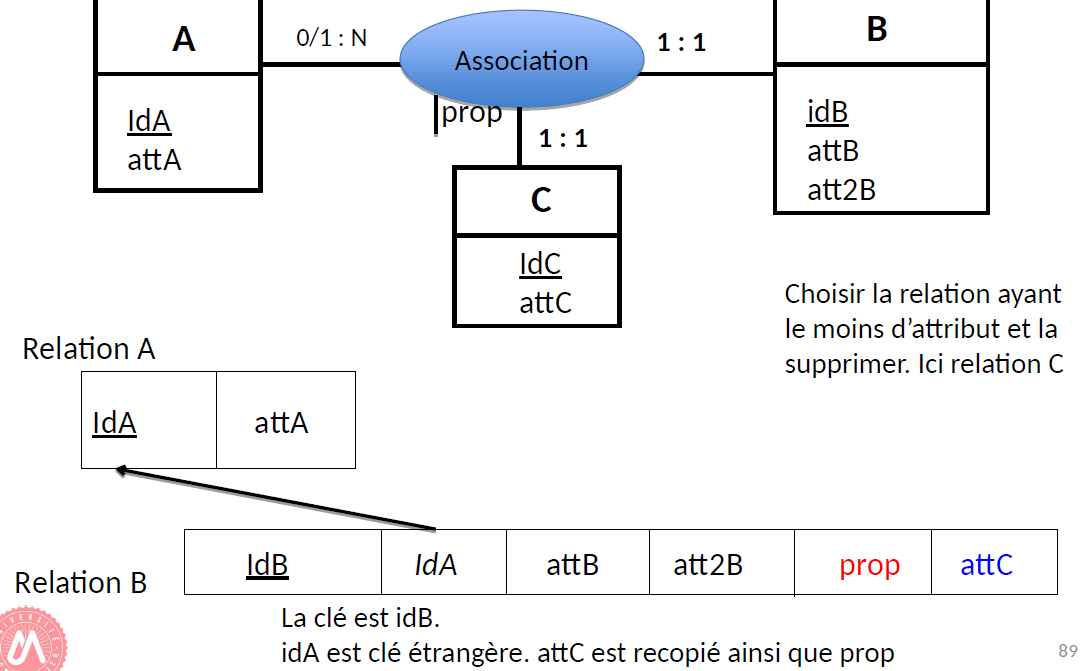 A
0/1 : N
Association
1 : 1
B
IdA
attA
prop
1 : 1
idB
attB
att2B
C
IdC
attC
Choisir la relation ayant
le moins d’attribut et la
supprimer. Ici relation C
Relation A
IdA attA
Relation B
IdB IdA attB att2B prop attC
La clé est idB.
idA est clé étrangère. attC est recopié ainsi que prop
89